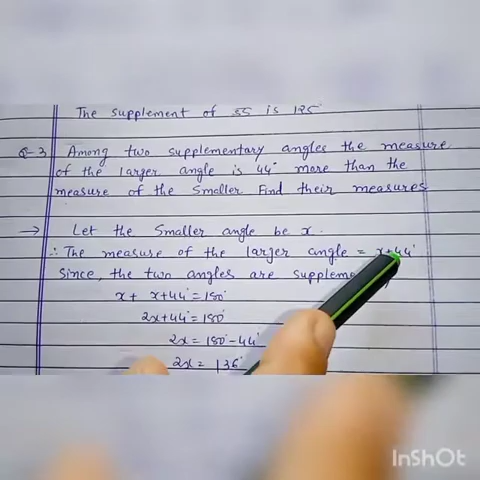 The supplement of 55 is 125°
Q-3 Among two supplementary angles the measure
of the larger angle is 44° more than the
measure of the smaller Find their measures
→ Let the smaller angle be x.
∴ The measure of the larger angle = x+44°
Since, the two angles are
x + x+44° = 180°
2x+44° = 180°
2x = 180° - 44°
2x = 136°
InShOt